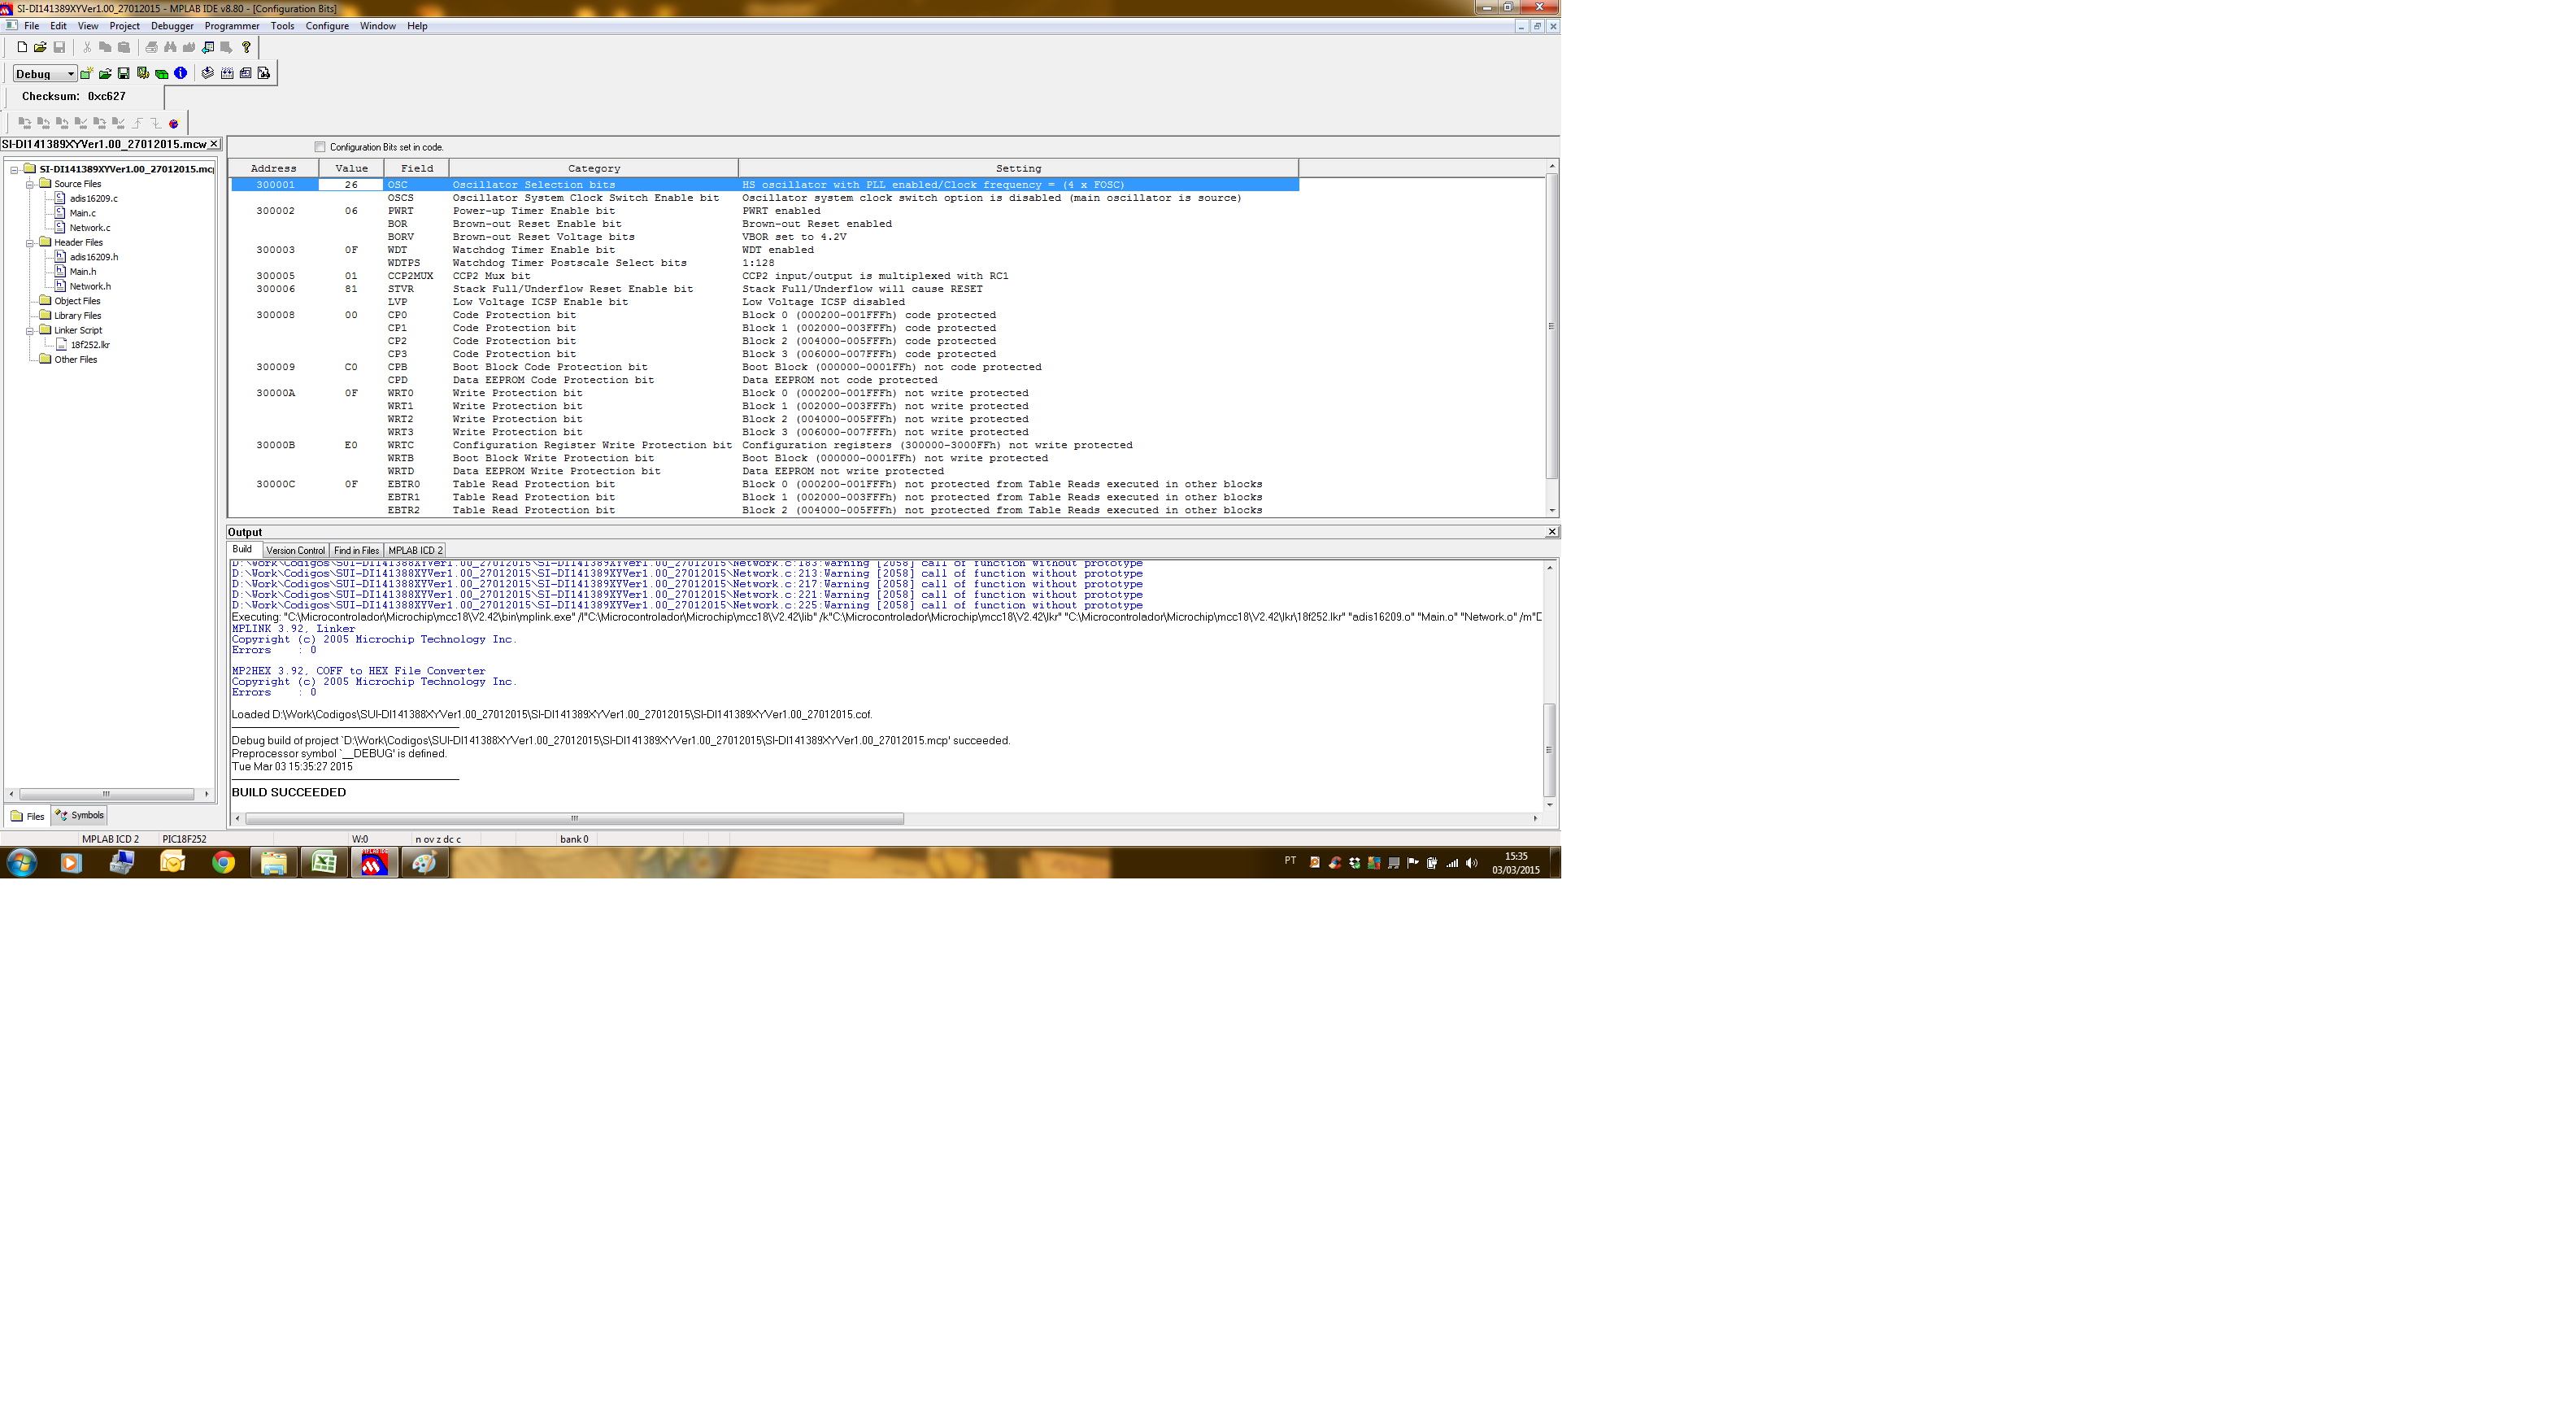 SI-DI141389XYVer1.00_27012015 - MPLAB IDE v8.80 - [Configuration Bits]
File Edit View Project Debugger Programmer Tools Configure Window Help
Debug
Checksum: 0xc627
SI-DI141389XYVer1.00_27012015.mcw
SI-DI141389XYVer1.00_27012015.mcp
Source Files
adis16209.c
Main.c
Network.c
Header Files
adis16209.h
Main.h
Network.h
Object Files
Library Files
Linker Script
18f252.lkr
Other Files
Files Symbols
Configuration Bits set in code.
Address Value Field Category Setting
300001 26 OSC Oscillator Selection bits HS oscillator with PLL enabled/Clock frequency = (4 x FOSC)
OSCS Oscillator System Clock Switch Enable bit Oscillator system clock switch option is disabled (main oscillator is source)
300002 06 PWRT Power-up Timer Enable bit PWRT enabled
BOR Brown-out Reset Enable bit Brown-out Reset enabled
BORV Brown-out Reset Voltage bits VBOR set to 4.2V
300003 0F WDT Watchdog Timer Enable bit WDT enabled
WDTPS Watchdog Timer Postscale Select bits 1:128
300005 01 CCP2MUX CCP2 Mux bit CCP2 input/output is multiplexed with RC1
300006 81 STVR Stack Full/Underflow Reset Enable bit Stack Full/Underflow will cause RESET
LVP Low Voltage ICSP Enable bit Low Voltage ICSP disabled
300008 00 CP0 Code Protection bit Block 0 (000200-001FFFh) code protected
CP1 Code Protection bit Block 1 (002000-003FFFh) code protected
CP2 Code Protection bit Block 2 (004000-005FFFh) code protected
CP3 Code Protection bit Block 3 (006000-007FFFh) code protected
300009 C0 CPB Boot Block Code Protection bit Boot Block (000000-0001FFh) not code protected
CPD Data EEPROM Code Protection bit Data EEPROM not code protected
30000A 0F WRT0 Write Protection bit Block 0 (000200-001FFFh) not write protected
WRT1 Write Protection bit Block 1 (002000-003FFFh) not write protected
WRT2 Write Protection bit Block 2 (004000-005FFFh) not write protected
WRT3 Write Protection bit Block 3 (006000-007FFFh) not write protected
30000B E0 WRTC Configuration Register Write Protection bit Configuration registers (300000-3000FFh) not write protected
WRTB Boot Block Write Protection bit Boot Block (000000-0001FFh) not write protected
WRTD Data EEPROM Write Protection bit Data EEPROM not write protected
30000C 0F EBTR0 Table Read Protection bit Block 0 (000200-001FFFh) not protected from Table Reads executed in other blocks
EBTR1 Table Read Protection bit Block 1 (002000-003FFFh) not protected from Table Reads executed in other blocks
EBTR2 Table Read Protection bit Block 2 (004000-005FFFh) not protected from Table Reads executed in other blocks
Output
Build Version Control Find in Files MPLAB ICD 2
D:\Work\Codigos\SUI-DI141388XYVer1.00_27012015\SI-DI141389XYVer1.00_27012015\Network.c:183:Warning [2058] call of function without prototype
D:\Work\Codigos\SUI-DI141388XYVer1.00_27012015\SI-DI141389XYVer1.00_27012015\Network.c:213:Warning [2058] call of function without prototype
D:\Work\Codigos\SUI-DI141388XYVer1.00_27012015\SI-DI141389XYVer1.00_27012015\Network.c:217:Warning [2058] call of function without prototype
D:\Work\Codigos\SUI-DI141388XYVer1.00_27012015\SI-DI141389XYVer1.00_27012015\Network.c:221:Warning [2058] call of function without prototype
D:\Work\Codigos\SUI-DI141388XYVer1.00_27012015\SI-DI141389XYVer1.00_27012015\Network.c:225:Warning [2058] call of function without prototype
Executing: "C:\Microcontrolador\Microchip\mcc18\V2.42\bin\mplink.exe" /l"C:\Microcontrolador\Microchip\mcc18\V2.42\lib" /k"C:\Microcontrolador\Microchip\mcc18\V2.42\lkr" "C:\Microcontrolador\Microchip\mcc18\V2.42\lkr\18f252.lkr" "adis16209.o" "Main.o" "Network.o" /m"D
MPLINK 3.92, Linker
Copyright (c) 2005 Microchip Technology Inc.
Errors : 0
MP2HEX 3.92, COFF to HEX File Converter
Copyright (c) 2005 Microchip Technology Inc.
Errors : 0
Loaded D:\Work\Codigos\SUI-DI141388XYVer1.00_27012015\SI-DI141389XYVer1.00_27012015\SI-DI141389XYVer1.00_27012015.cof.
Debug build of project `D:\Work\Codigos\SUI-DI141388XYVer1.00_27012015\SI-DI141389XYVer1.00_27012015\SI-DI141389XYVer1.00_27012015.mcp' succeeded.
Preprocessor symbol `__DEBUG' is defined.
Tue Mar 03 15:35:27 2015
BUILD SUCCEEDED
MPLAB ICD 2 PIC18F252 W:0 n ov z dc c bank 0
PT 15:35
03/03/2015